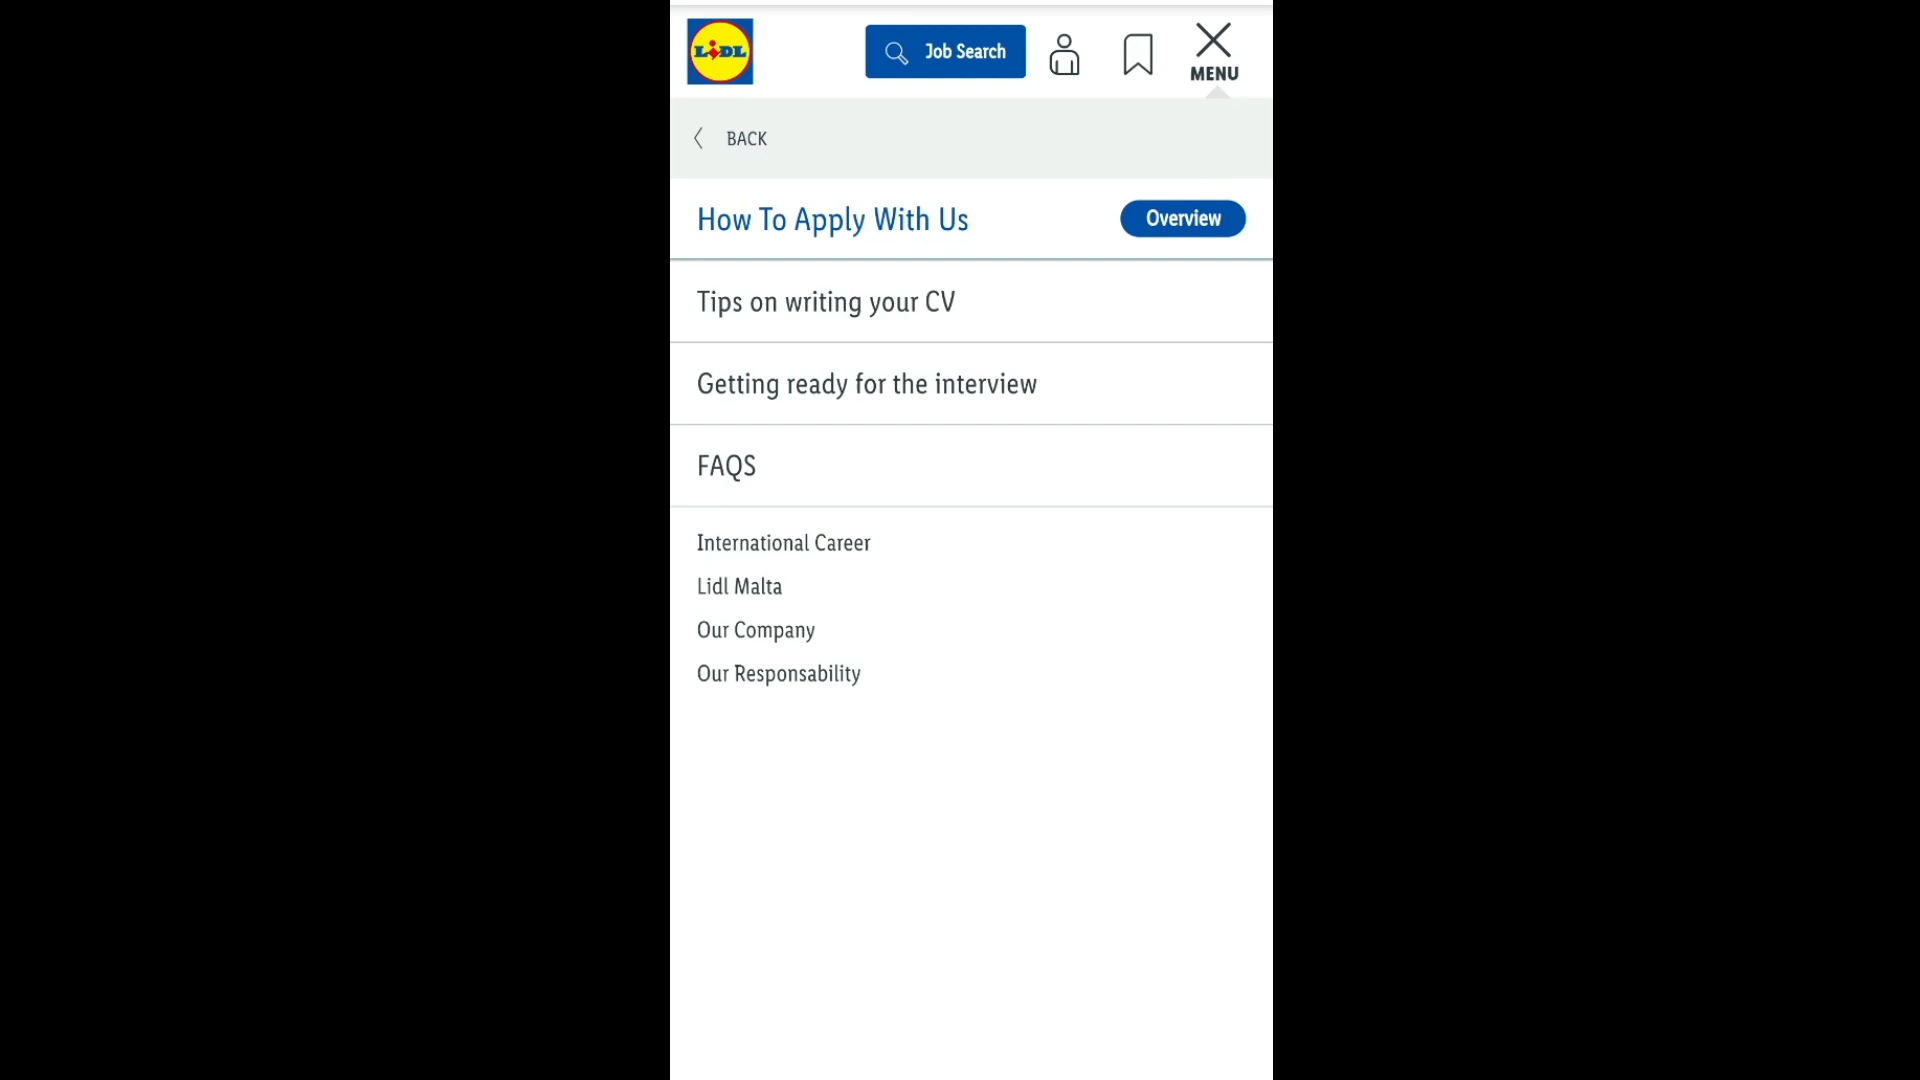 LIDL
Job Search
MENU
BACK
How To Apply With Us
Overview
Tips on writing your CV
Getting ready for the interview
FAQS
International Career
Lidl Malta
Our Company
Our Responsability